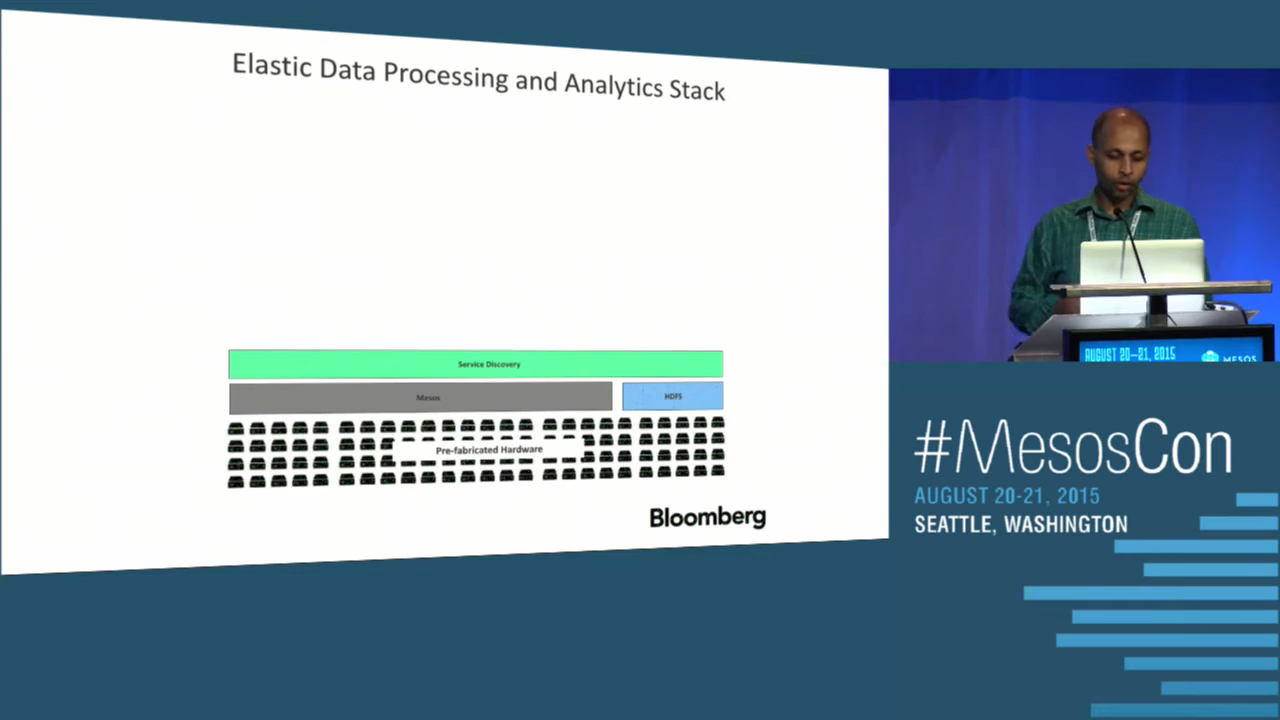 Elastic Data Processing and Analytics Stack
Service Discovery
Mesos
HDFS
Pre-fabricated Hardware
Bloomberg
AUGUST 20-21, 2015
MESOS
#MesosCon
AUGUST 20-21, 2015
SEATTLE, WASHINGTON